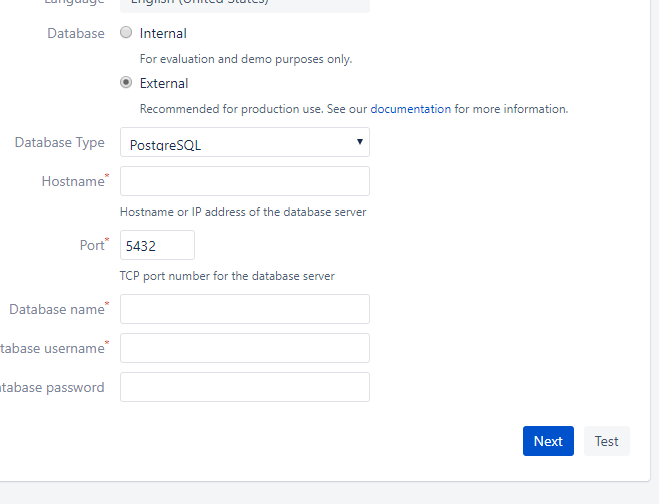 Language English (United States)
Database Internal
For evaluation and demo purposes only.
External
Recommended for production use. See our documentation for more information.
Database Type PostgreSQL
Hostname*
Hostname or IP address of the database server
Port* 5432
TCP port number for the database server
Database name*
tabase username*
atabase password
Next Test